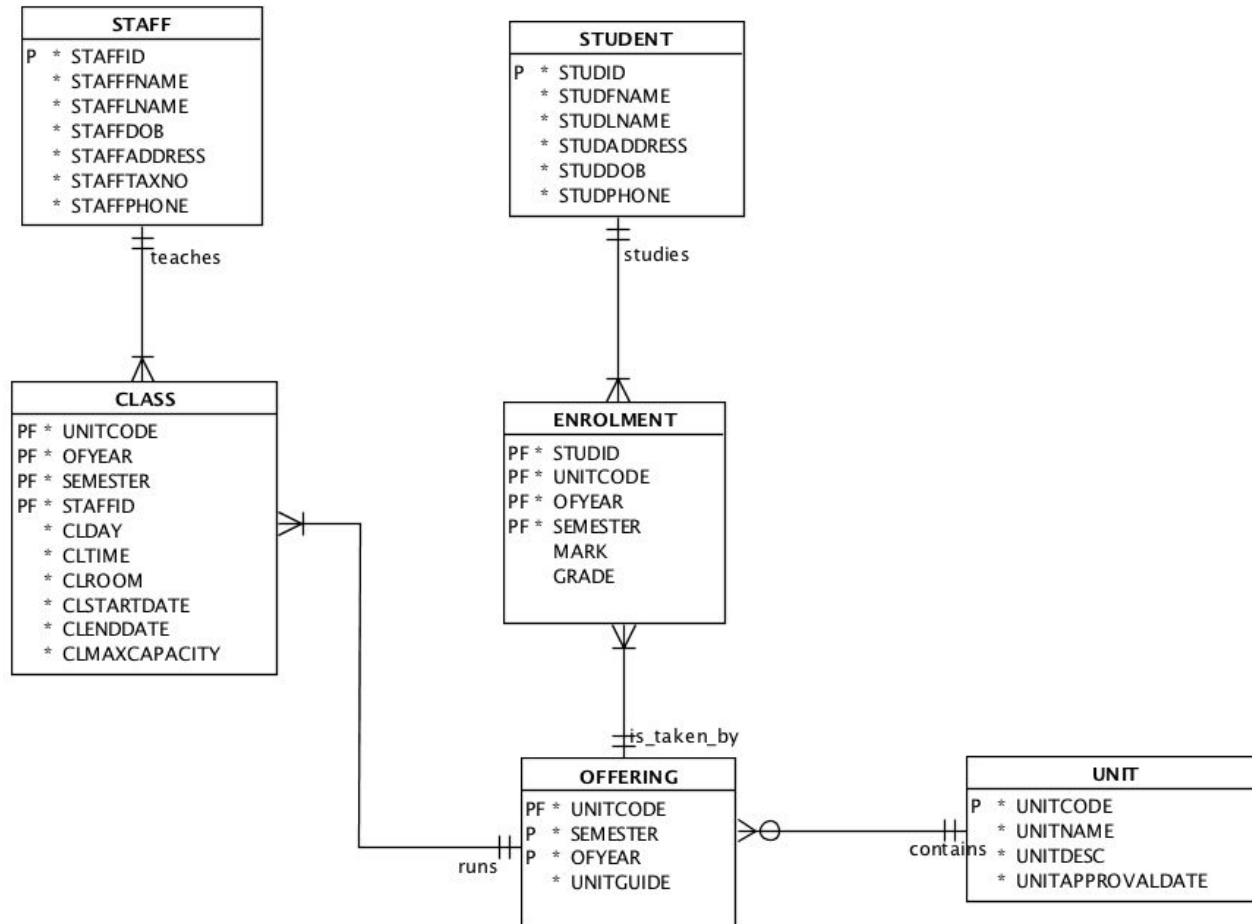 STAFF
P * STAFFID
* STAFFFNAME
* STAFFLNAME
* STAFFDOB
* STAFFADDRESS
* STAFFTAXNO
* STAFFPHONE
teaches
STUDENT
P * STUDID
* STUDFNAME
* STUDLNAME
* STUDADDRESS
* STUDDOB
* STUDPHONE
studies
CLASS
PF * UNITCODE
PF * OFYEAR
PF * SEMESTER
PF * STAFFID
* CLDAY
* CLTIME
* CLROOM
* CLSTARTDATE
* CLENDDATE
* CLMAXCAPACITY
ENROLMENT
PF * STUDID
PF * UNITCODE
PF * OFYEAR
PF * SEMESTER
MARK
GRADE
is_taken_by
runs
OFFERING
PF * UNITCODE
P * SEMESTER
P * OFYEAR
* UNITGUIDE
contains
UNIT
P * UNITCODE
* UNITNAME
* UNITDESC
* UNITAPPROVALDATE